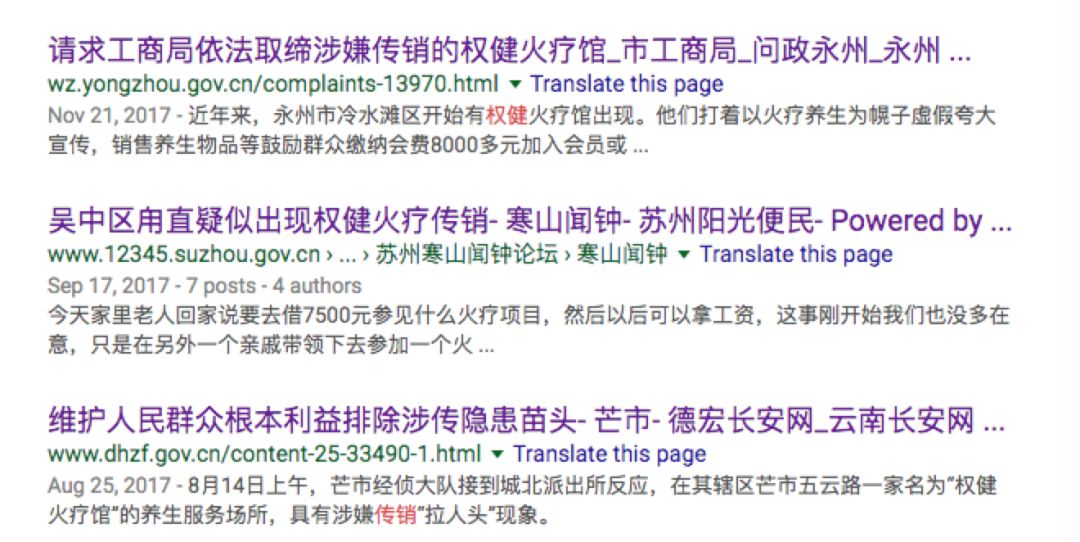 请求工商局依法取缔涉嫌传销的权健火疗馆_市工商局_问政永州_永州 ...
wz.yongzhou.gov.cn/complaints-13970.html ▼ Translate this page
Nov 21, 2017 - 近年来，永州市冷水滩区开始有权健火疗馆出现。他们打着以火疗养生为幌子虚假夸大
宣传，销售养生物品等鼓励群众缴纳会费8000多元加入会员或 ...
吴中区甪直疑似出现权健火疗传销- 寒山闻钟- 苏州阳光便民- Powered by ...
www.12345.suzhou.gov.cn › ... › 苏州寒山闻钟论坛 › 寒山闻钟 ▼ Translate this page
Sep 17, 2017 - 7 posts - 4 authors
今天家里老人回家说要去借7500元参见什么火疗项目，然后以后可以拿工资，这事刚开始我们也没多在
意，只是在另外一个亲戚带领下去参加一个火 ...
维护人民群众根本利益排除涉传隐患苗头- 芒市- 德宏长安网_云南长安网 ...
www.dhzf.gov.cn/content-25-33490-1.html ▼ Translate this page
Aug 25, 2017 - 8月14日上午，芒市经侦大队接到城北派出所反应，在其辖区芒市五云路一家名为“权健
火疗馆”的养生服务场所，具有涉嫌传销“拉人头”现象。